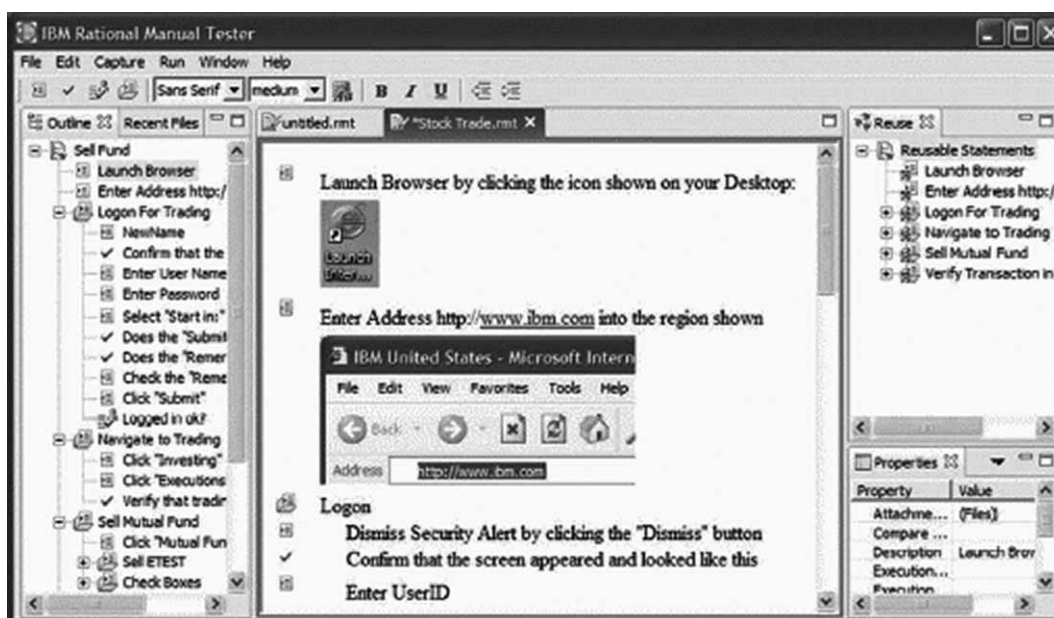 IBM Rational Manual Tester
File Edit Capture Run Window Help
Sans Serif medium B I U
Outline Recent Files
Sell Fund
Launch Browser
Enter Address http:/
Logon For Trading
NewName
Confirm that the
Enter User Name
Enter Password
Select "Start in:"
Does the "Submit
Does the "Remer
Check the "Reme
Click "Submit"
Logged in ok?
Navigate to Trading
Click "Investing"
Click "Executions
Verify that tradin
Sell Mutual Fund
Click "Mutual Fun
Sell ETEST
Check Boxes
untitled.rmt *Stock Trade.rmt
Launch Browser by clicking the icon shown on your Desktop:
Launch
Inter...
Enter Address http://www.ibm.com into the region shown
IBM United States - Microsoft Intern
File Edit View Favorites Tools Help
Back
Address http://www.ibm.com
Logon
Dismiss Security Alert by clicking the "Dismiss" button
Confirm that the screen appeared and looked like this
Enter UserID
Reuse
Reusable Statements
Launch Browser
Enter Address http:/
Logon For Trading
Navigate to Trading
Sell Mutual Fund
Verify Transaction in
Properties
Property Value
Attachme... (Files)
Compare ...
Description Launch Brov
Execution...
Execution